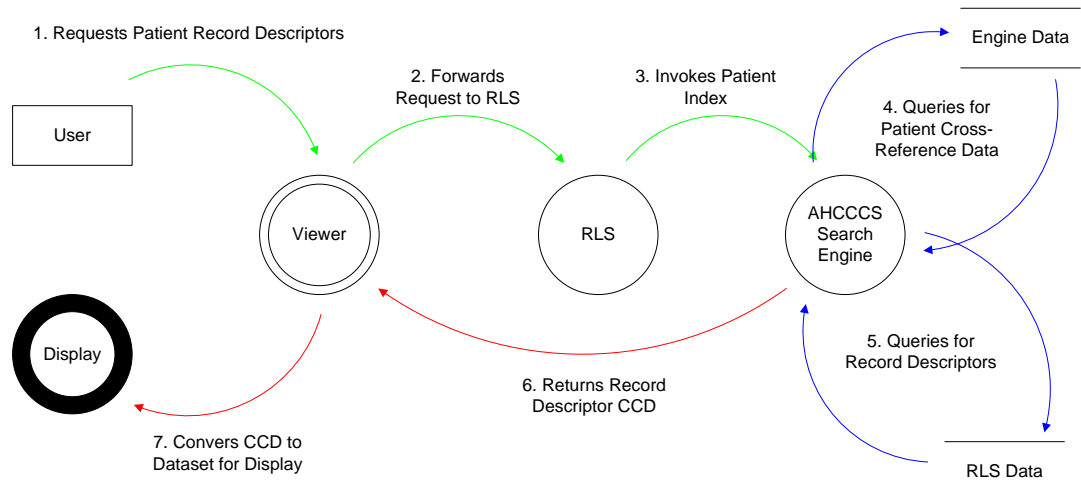 1. Requests Patient Record Descriptors
User
2. Forwards
Request to RLS
3. Invokes Patient
Index
Engine Data
4. Queries for
Patient Cross-
Reference Data
Viewer
RLS
AHCCCS
Search
Engine
Display
5. Queries for
Record Descriptors
6. Returns Record
Descriptor CCD
7. Convers CCD to
Dataset for Display
RLS Data